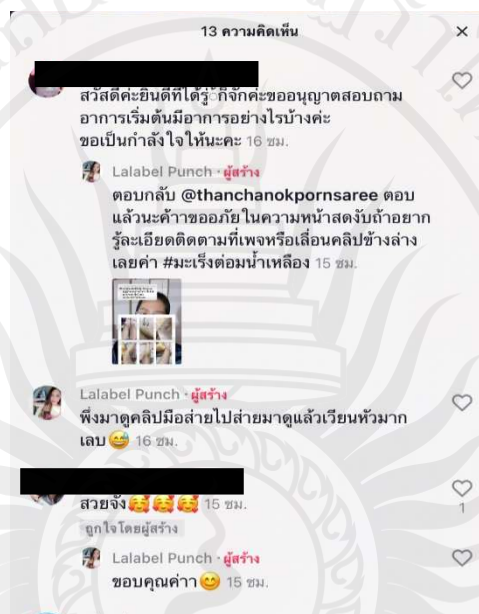 13 ความคิดเห็น
สวัสดีค่ะยินดีที่ได้รู้ก็จักค่ะขออนุญาตสอบถาม
อาการเริ่มต้นมีอาการอย่างไรบ้างค่ะ
ขอเป็นกำลังใจให้นะคะ 16 ชม.
Lalabel Punch · ผู้สร้าง
ตอบกลับ @thanchanokpornsaree ตอบ
แล้วนะค้าาขออภัยในความหน้าสดงับถ้าอยาก
รู้ละเอียดติดตามที่เพจหรือเลื่อนคลิปข้างล่าง
เลยค่า #มะเร็งต่อมน้ำเหลือง 15 ชม.
Lalabel Punch · ผู้สร้าง
พึ่งมาดูคลิปมือส่ายไปส่ายมาดูแล้วเวียนหัวมาก
เลบ😅 16 ชม.
สวยจัง🥰🥰🥰 15 ชม.
1
ถูกใจโดยผู้สร้าง
Lalabel Punch · ผู้สร้าง
ขอบคุณค่าา😊 15 ชม.